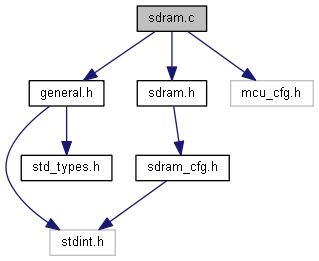 sdram.c
general.h
sdram.h
mcu_cfg.h
std_types.h
sdram_cfg.h
stdint.h